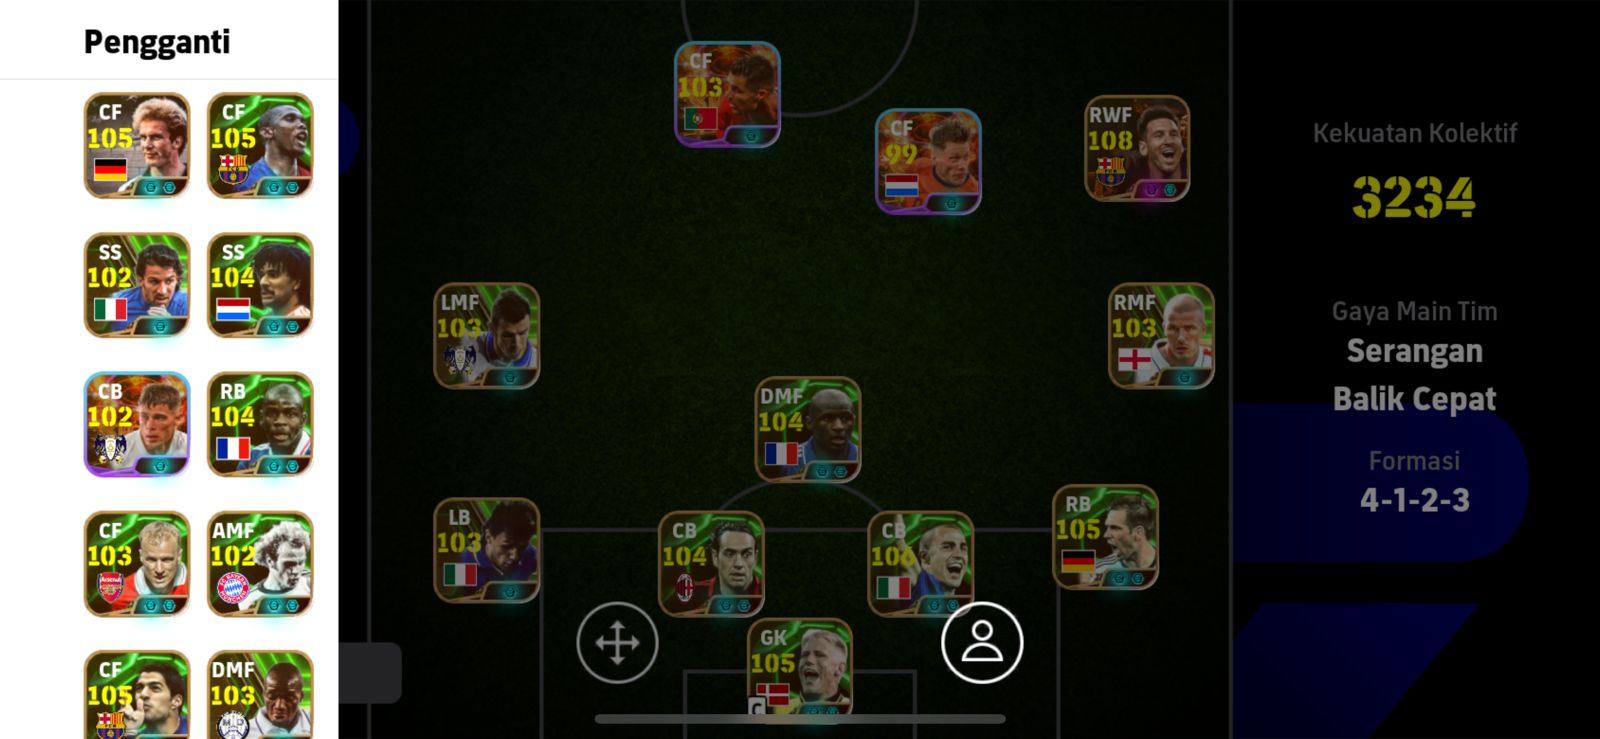 Pengganti
CF
105
CF
105
SS
102
SS
104
CB
102
RB
104
CF
103
Arsenal
AMF
102
CF
105
DMF
103
CF
103
CF
99
RWF
108
LMF
103
RMF
103
DMF
104
LB
103
CB
104
CB
106
RB
105
GK
105
C
Kekuatan Kolektif
3234
Gaya Main Tim
Serangan
Balik Cepat
Formasi
4-1-2-3